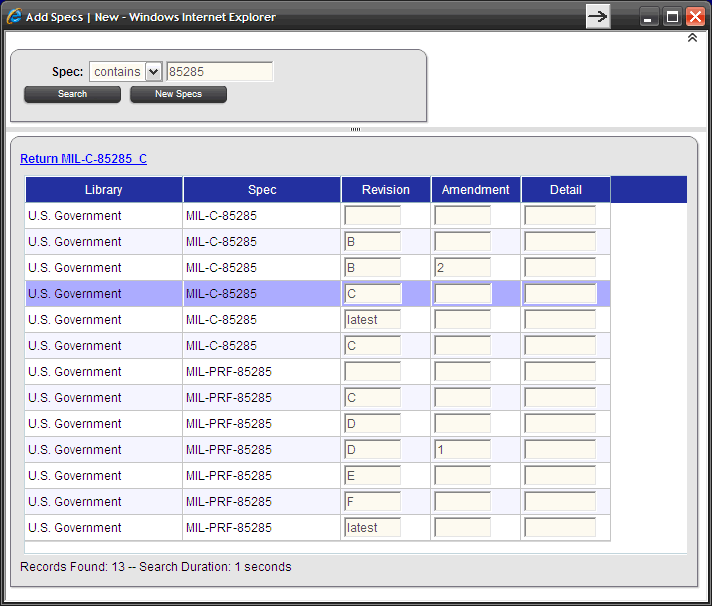 Add Specs | New - Windows Internet Explorer
Spec: contains 85285
Search New Specs
Return MIL-C-85285 C
Library Spec Revision Amendment Detail
U.S. Government MIL-C-85285
U.S. Government MIL-C-85285 B
U.S. Government MIL-C-85285 B 2
U.S. Government MIL-C-85285 C
U.S. Government MIL-C-85285 latest
U.S. Government MIL-C-85285 C
U.S. Government MIL-PRF-85285
U.S. Government MIL-PRF-85285 C
U.S. Government MIL-PRF-85285 D
U.S. Government MIL-PRF-85285 D 1
U.S. Government MIL-PRF-85285 E
U.S. Government MIL-PRF-85285 F
U.S. Government MIL-PRF-85285 latest
Records Found: 13 -- Search Duration: 1 seconds